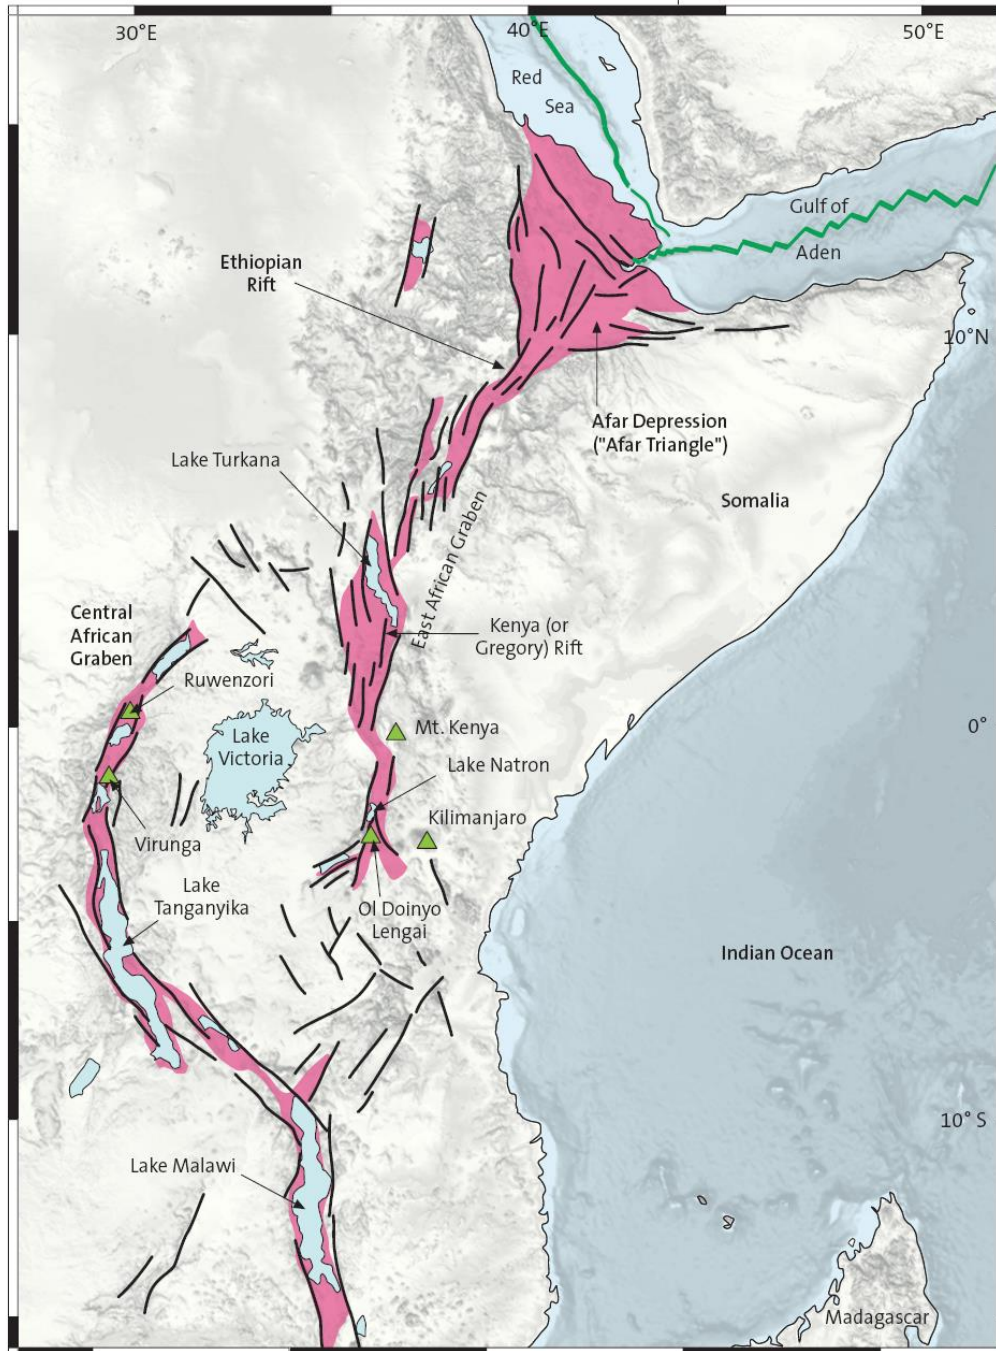 30°E
40°E
50°E
Red
Sea
Gulf of
Aden
Ethiopian
Rift
10°N
Afar Depression
("Afar Triangle")
Lake Turkana
Somalia
East African Graben
Central
African
Graben
Kenya (or
Gregory) Rift
Ruwenzori
Lake
Victoria
Mt. Kenya
0°
Lake Natron
Kilimanjaro
Virunga
Lake
Tanganyika
Ol Doinyo
Lengai
Indian Ocean
10° S
Lake Malawi
Madagascar